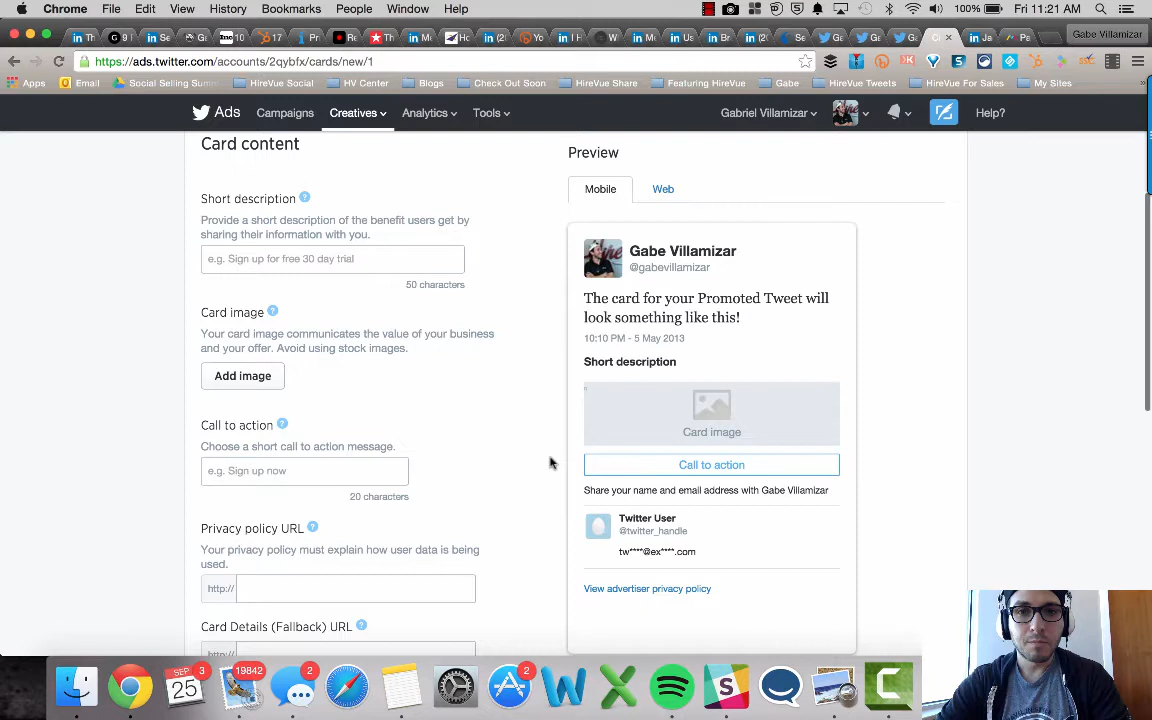 Chrome File Edit View History Bookmarks People Window Help
100% Fri 11:21 AM
Gabe Villamizar
https://ads.twitter.com/accounts/2qybfx/cards/new/1
Apps Email Social Selling Sum HireVue Social HV Center Blogs Check Out Soon HireVue Share Featuring HireVue Gabe HireVue Tweets HireVue For Sales My Sites
Ads Campaigns Creatives Analytics Tools Gabriel Villamizar Help?
Card content
Short description ?
Provide a short description of the benefit users get by
sharing their information with you.
e.g. Sign up for free 30 day trial
50 characters
Card image ?
Your card image communicates the value of your business
and your offer. Avoid using stock images.
Add image
Call to action ?
Choose a short call to action message.
e.g. Sign up now
20 characters
Privacy policy URL ?
Your privacy policy must explain how user data is being
used.
http://
Card Details (Fallback) URL ?
http://
Preview
Mobile Web
Gabe Villamizar
@gabevillamizar
The card for your Promoted Tweet will
look something like this!
10:10 PM - 5 May 2013
Short description
Card image
Call to action
Share your name and email address with Gabe Villamizar
Twitter User
@twitter_handle
tw****@ex****.com
View advertiser privacy policy
SEP
25
3
19842
2
2